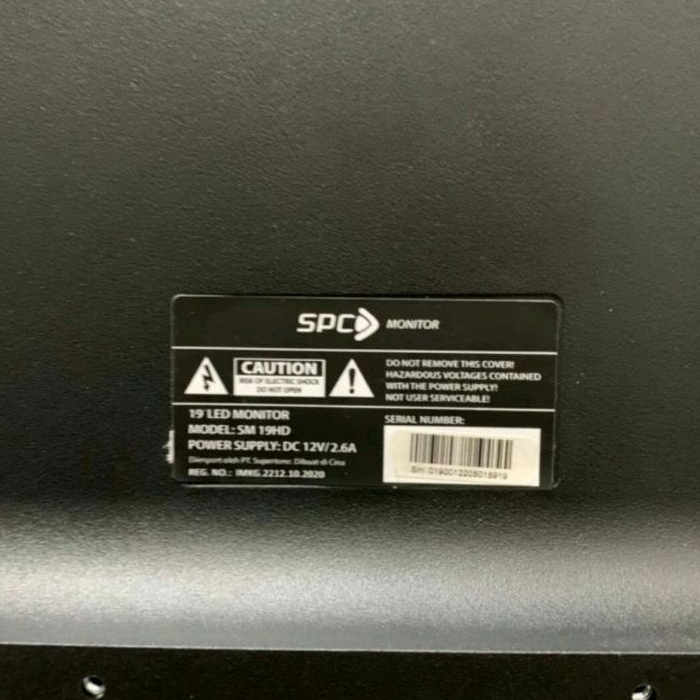 SPC MONITOR
CAUTION
RISK OF ELECTRIC SHOCK
DO NOT OPEN
DO NOT REMOVE THIS COVER!
HAZARDOUS VOLTAGES CONTAINED
WITH THE POWER SUPPLY!
NOT USER SERVICEABLE!
19" LED MONITOR
MODEL: SM 19HD
POWER SUPPLY: DC 12V/2.6A
Diimport oleh PT. Supertone. Dibuat di Cina
REG. NO.: IMKG.2212.10.2020
SERIAL NUMBER:
S/N: 0190012205018919